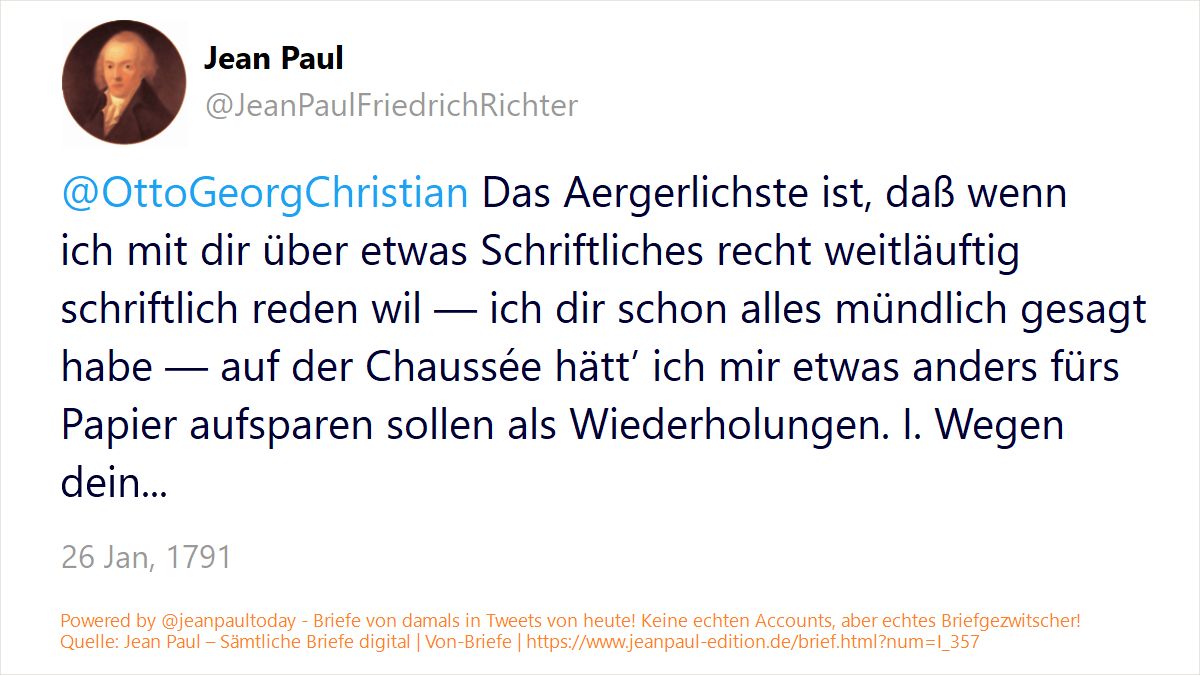 Jean Paul
@JeanPaulFriedrichRichter
@OttoGeorgChristian Das Aergerlichste ist, daß wenn
ich mit dir über etwas Schriftliches recht weitläuftig
schriftlich reden wil — ich dir schon alles mündlich gesagt
habe — auf der Chaussée hätt’ ich mir etwas anders fürs
Papier aufsparen sollen als Wiederholungen. I. Wegen
dein...
26 Jan, 1791
Powered by @jeanpaultoday - Briefe von damals in Tweets von heute! Keine echten Accounts, aber echtes Briefgezwitscher!
Quelle: Jean Paul – Sämtliche Briefe digital | Von-Briefe | https://www.jeanpaul-edition.de/brief.html?num=I_357